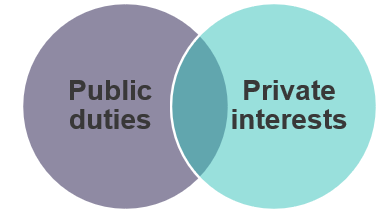 Public
duties
Private
interests